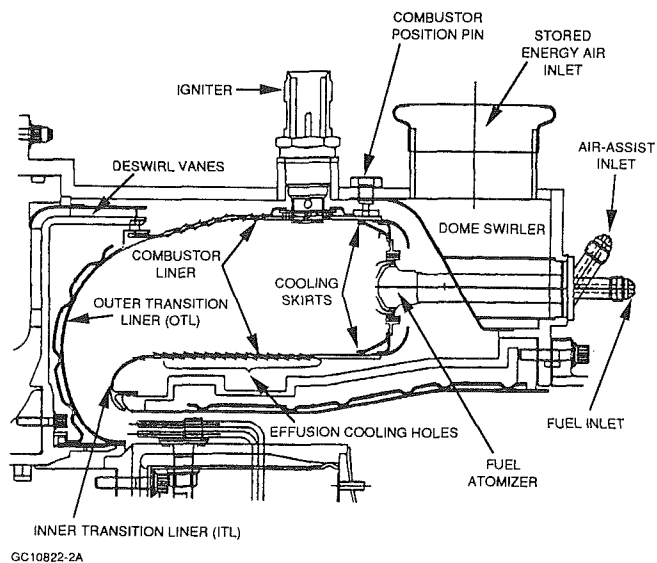 COMBUSTOR
POSITION PIN
STORED
ENERGY AIR
INLET
IGNITER
AIR-ASSIST
INLET
DESWIRL VANES
DOME SWIRLER
COMBUSTOR
LINER
COOLING
SKIRTS
OUTER TRANSITION
LINER (OTL)
FUEL INLET
EFFUSION COOLING HOLES
FUEL
ATOMIZER
INNER TRANSITION LINER (ITL)
GC10822-2A